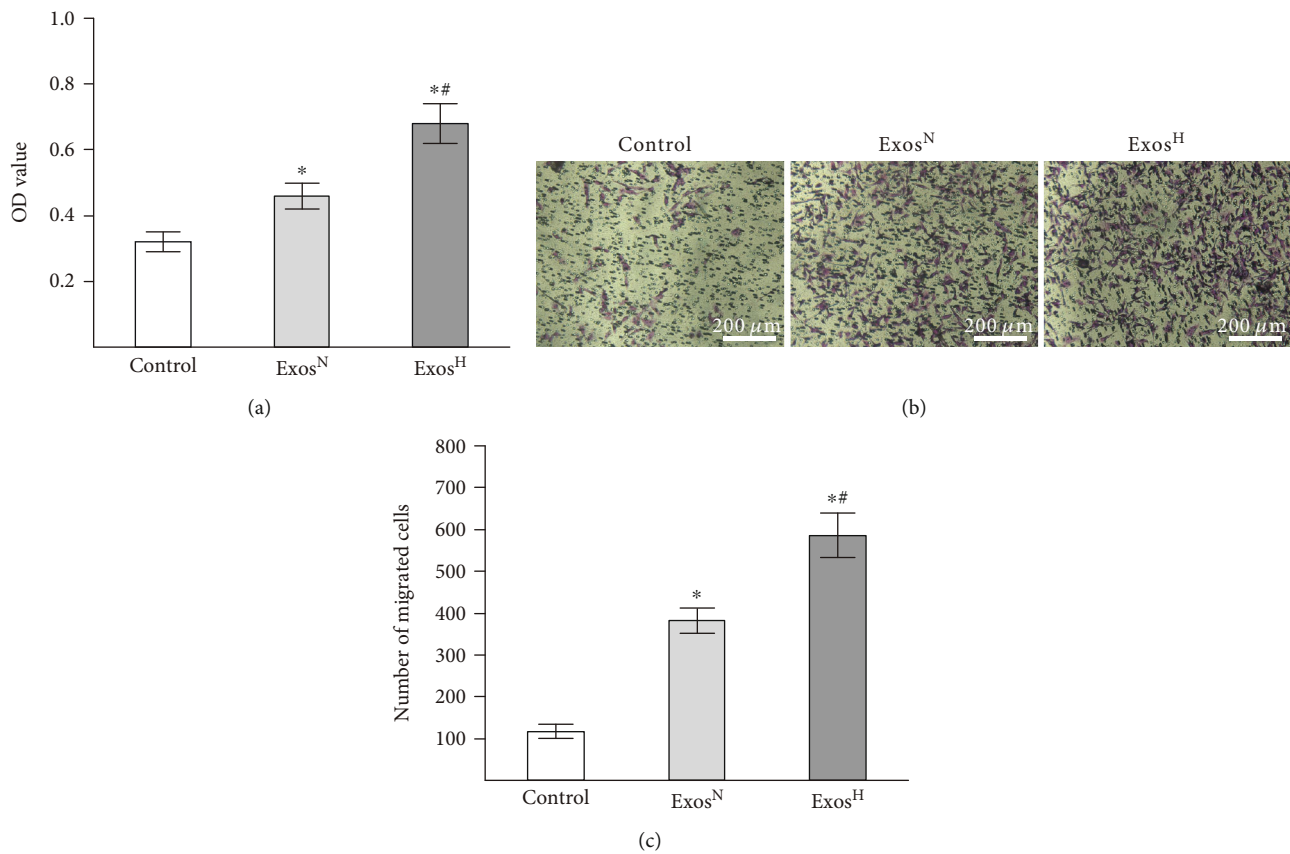 1.0
0.8
0.6
0.4
0.2
OD value
*
*#
Control
Exosᴺ
Exosᴴ
(a)
Control
Exosᴺ
Exosᴴ
200 μm
200 μm
200 μm
(b)
800
700
600
500
400
300
200
100
Number of migrated cells
*
*#
Control
Exosᴺ
Exosᴴ
(c)